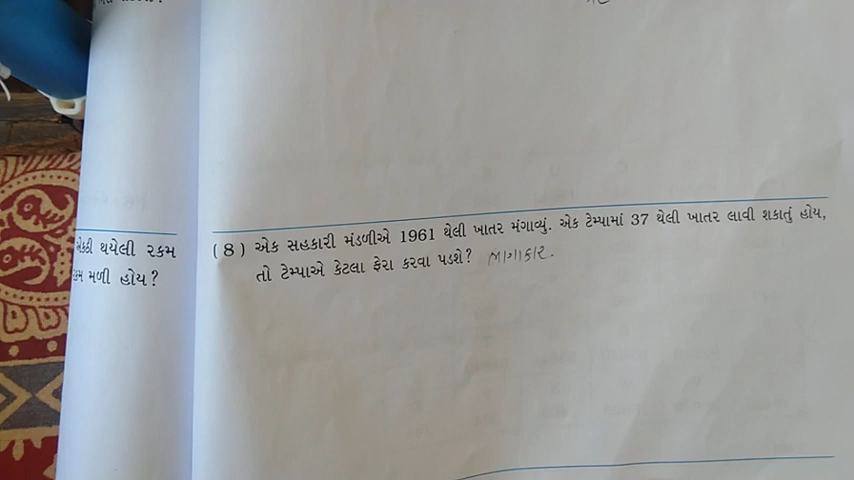 થયેલી રકમ
મળી હોય ?
( 8 ) એક સહકારી મંડળીએ 1961 થેલી ખાતર મંગાવ્યું. એક ટેમ્પામાં 37 થેલી ખાતર લાવી શકાતું હોય,
તો ટેમ્પાએ કેટલા ફેરા કરવા પડશે ? ભાગાકાર.